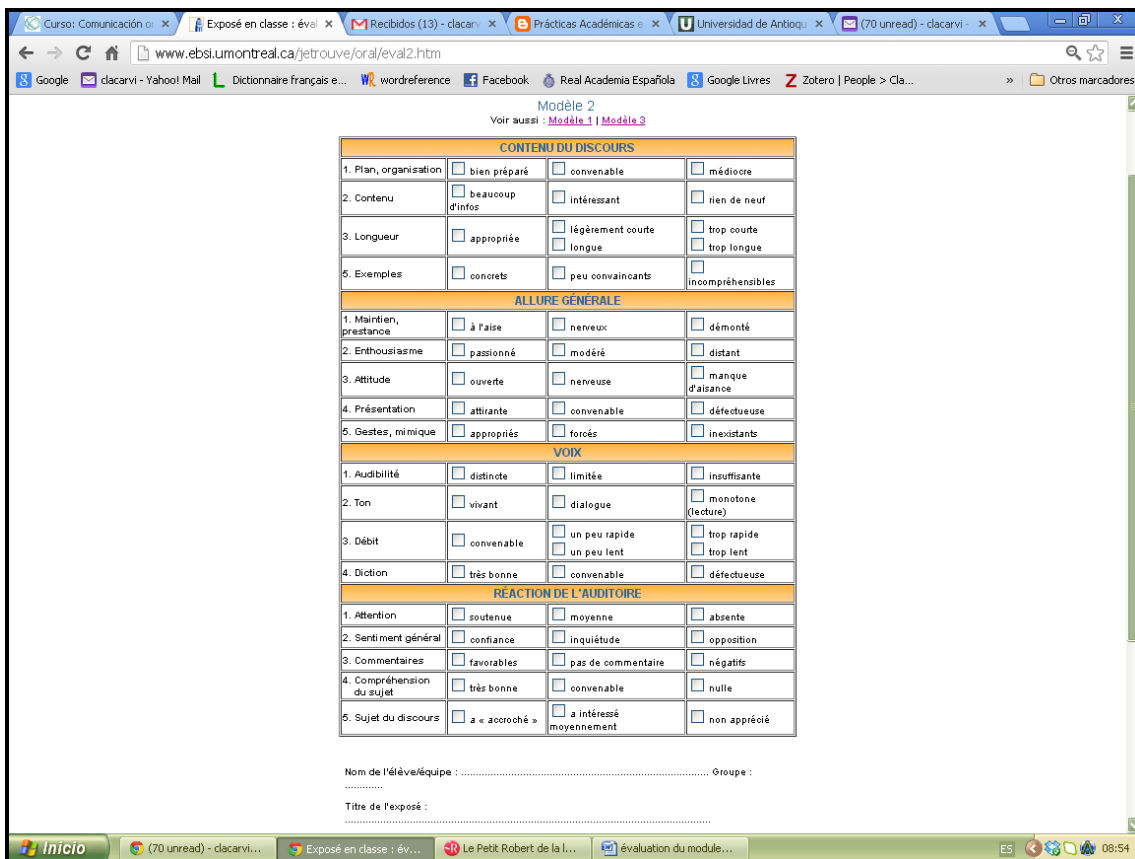 Curso: Comunicación or
Exposé en classe : éval
Recibidos (13) - clacarv
Prácticas Académicas e
Universidad de Antioqu
(70 unread) - clacarvi -
www.ebsi.umontreal.ca/jetrouve/oral/eval2.htm
Google
clacarvi - Yahoo! Mail
Dictionnaire français e...
wordreference
Facebook
Real Academia Española
Google Livres
Zotero | People > Cla...
»
Otros marcadores
Modèle 2
Voir aussi : Modèle 1 | Modèle 3
CONTENU DU DISCOURS
1. Plan, organisation bien préparé convenable médiocre
2. Contenu beaucoup d'infos intéressant rien de neuf
3. Longueur appropriée légèrement courte trop courte
longue trop longue
5. Exemples concrets peu convaincants incompréhensibles
ALLURE GÉNÉRALE
1. Maintien, prestance à l'aise nerveux démonté
2. Enthousiasme passionné modéré distant
3. Attitude ouverte nerveuse manque d'aisance
4. Présentation attirante convenable défectueuse
5. Gestes, mimique appropriés forcés inexistants
VOIX
1. Audibilité distincte limitée insuffisante
2. Ton vivant dialogue monotone (lecture)
3. Débit convenable un peu rapide trop rapide
un peu lent trop lent
4. Diction très bonne convenable défectueuse
RÉACTION DE L'AUDITOIRE
1. Attention soutenue moyenne absente
2. Sentiment général confiance inquiétude opposition
3. Commentaires favorables pas de commentaire négatifs
4. Compréhension du sujet très bonne convenable nulle
5. Sujet du discours a « accroché » a intéressé moyennement non apprécié
Nom de l'élève/équipe : .................................................................................... Groupe :
.............
Titre de l'exposé :
............................................................................................................................
Inicio
(70 unread) - clacarvi...
Exposé en classe : év...
Le Petit Robert de la l...
évaluation du module...
ES
08:54